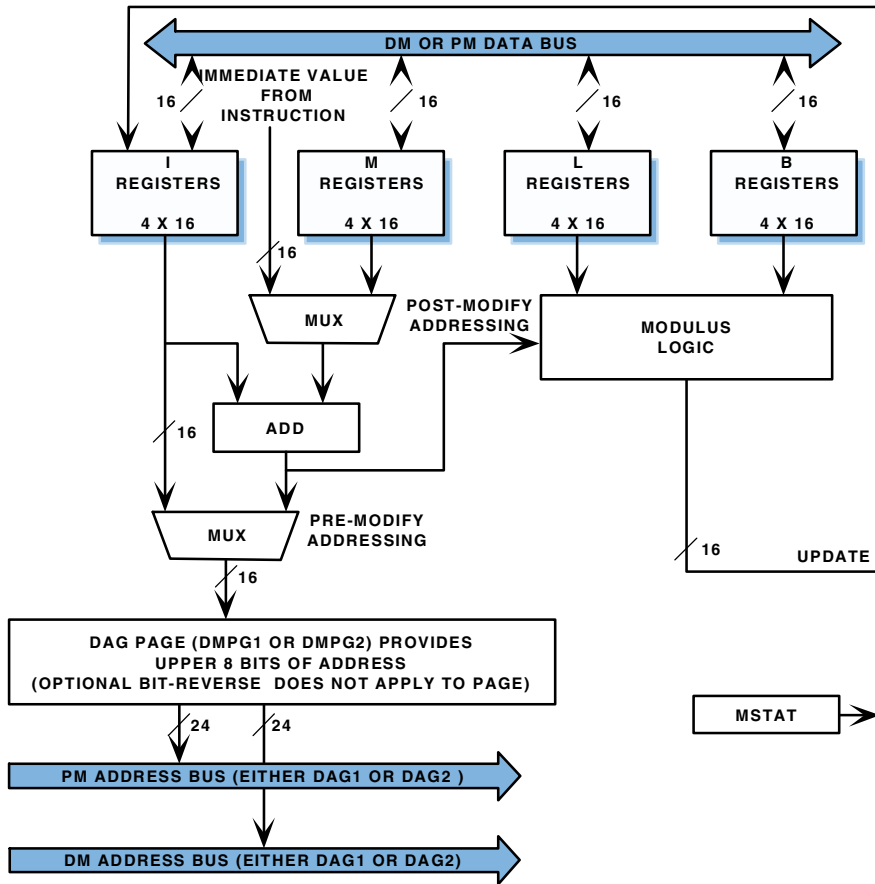 DM OR PM DATA BUS
IMMEDIATE VALUE
FROM
INSTRUCTION
16
16
16
16
I
REGISTERS
4 X 16
M
REGISTERS
4 X 16
L
REGISTERS
4 X 16
B
REGISTERS
4 X 16
16
MUX
POST-MODIFY
ADDRESSING
MODULUS
LOGIC
ADD
16
MUX
PRE-MODIFY
ADDRESSING
16
16
UPDATE
DAG PAGE (DMPG1 OR DMPG2) PROVIDES
UPPER 8 BITS OF ADDRESS
(OPTIONAL BIT-REVERSE DOES NOT APPLY TO PAGE)
MSTAT
24
24
PM ADDRESS BUS (EITHER DAG1 OR DAG2 )
DM ADDRESS BUS (EITHER DAG1 OR DAG2)